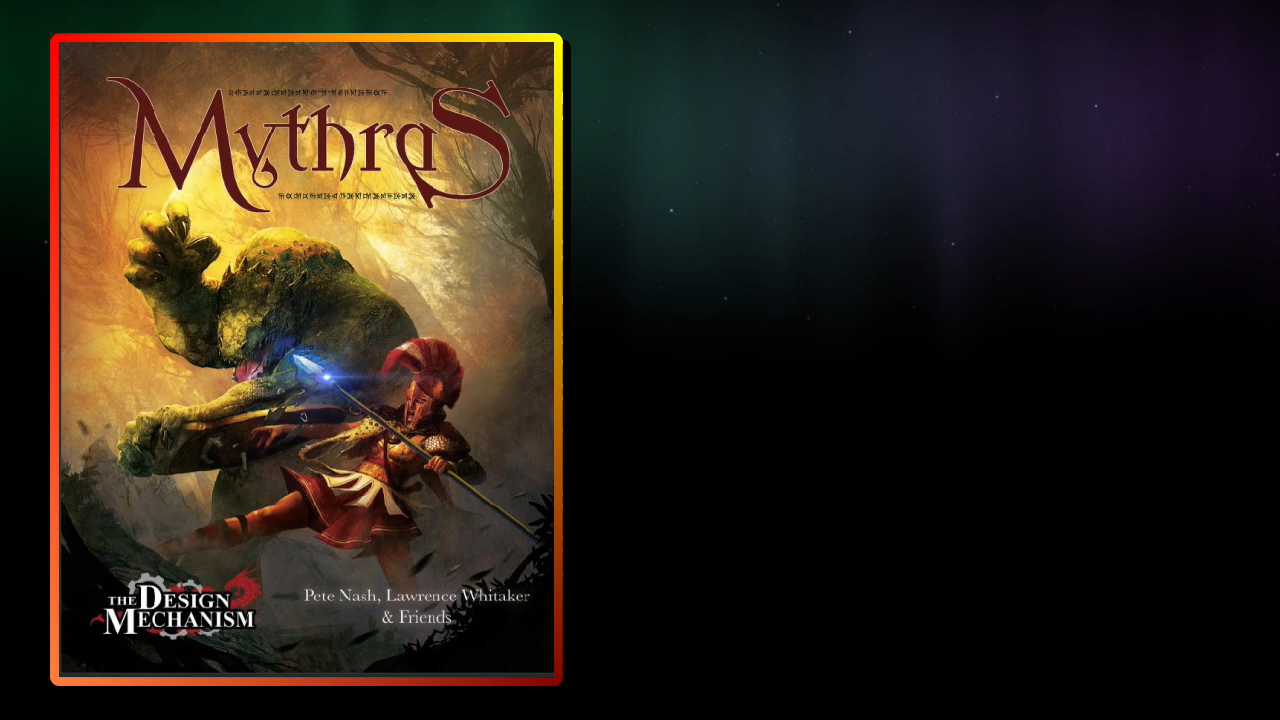 Mythras
THE DESIGN
MECHANISM
Pete Nash, Lawrence Whitaker
& Friends